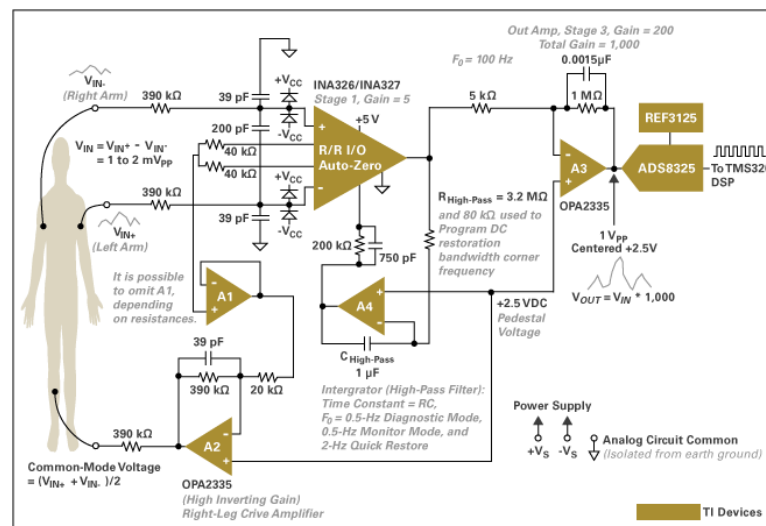 Out Amp, Stage 3, Gain = 200
Total Gain = 1,000
F₀ = 100 Hz
0.0015µF
1 MΩ
5 kΩ
VIN-
(Right Arm)
390 kΩ
39 pF
+VCC
-VCC
INA326/INA327
Stage 1, Gain = 5
+5 V
200 pF
40 kΩ
40 kΩ
+
R/R I/O
Auto-Zero
-
VIN = VIN+ - VIN-
= 1 to 2 mVPP
390 kΩ
39 pF
+VCC
-VCC
VIN+
(Left Arm)
REF3125
ADS8325
To TMS320
DSP
-
A3
+
OPA2335
1 VPP
Centered +2.5V
VOUT= VIN * 1,000
RHigh-Pass = 3.2 MΩ
and 80 kΩ used to
Program DC
restoration
bandwidth corner
frequency
200 kΩ
750 pF
+
A4
-
+2.5 VDC
Pedestal
Voltage
CHigh-Pass
1 µF
It is possible
to omit A1,
depending
on resistances.
-
A1
+
39 pF
390 kΩ
20 kΩ
Intergrator (High-Pass Filter):
Time Constant = RC,
F₀ = 0.5-Hz Diagnostic Mode,
0.5-Hz Monitor Mode, and
2-Hz Quick Restore
390 kΩ
-
A2
+
Common-Mode Voltage
= (VIN+ + VIN- )/2
OPA2335
(High Inverting Gain)
Right-Leg Crive Amplifier
Power Supply
+VS
-VS
Analog Circuit Common
(Isolated from earth ground)
TI Devices